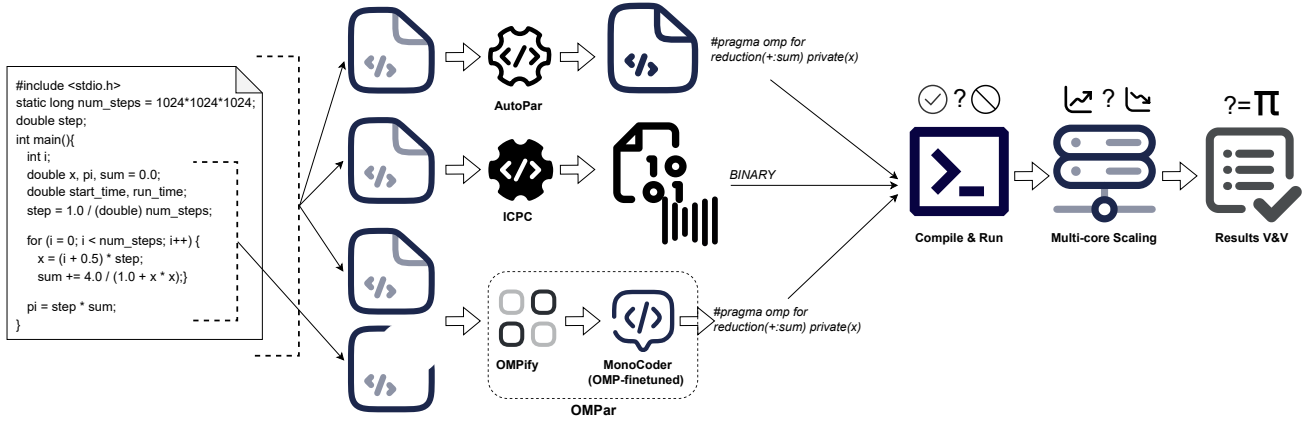 #include <stdio.h>
static long num_steps = 1024*1024*1024;
double step;
int main(){
int i;
double x, pi, sum = 0.0;
double start_time, run_time;
step = 1.0 / (double) num_steps;
for (i = 0; i < num_steps; i++) {
x = (i + 0.5) * step;
sum += 4.0 / (1.0 + x * x);}
pi = step * sum;
}
</>
</>
AutoPar
</>
#pragma omp for
reduction(+:sum) private(x)
</>
</>
ICPC
10
01
BINARY
</>
</>
OMPify
</>
MonoCoder
(OMP-finetuned)
OMPar
#pragma omp for
reduction(+:sum) private(x)
?
>_
Compile & Run
?
Multi-core Scaling
?=π
Results V&V